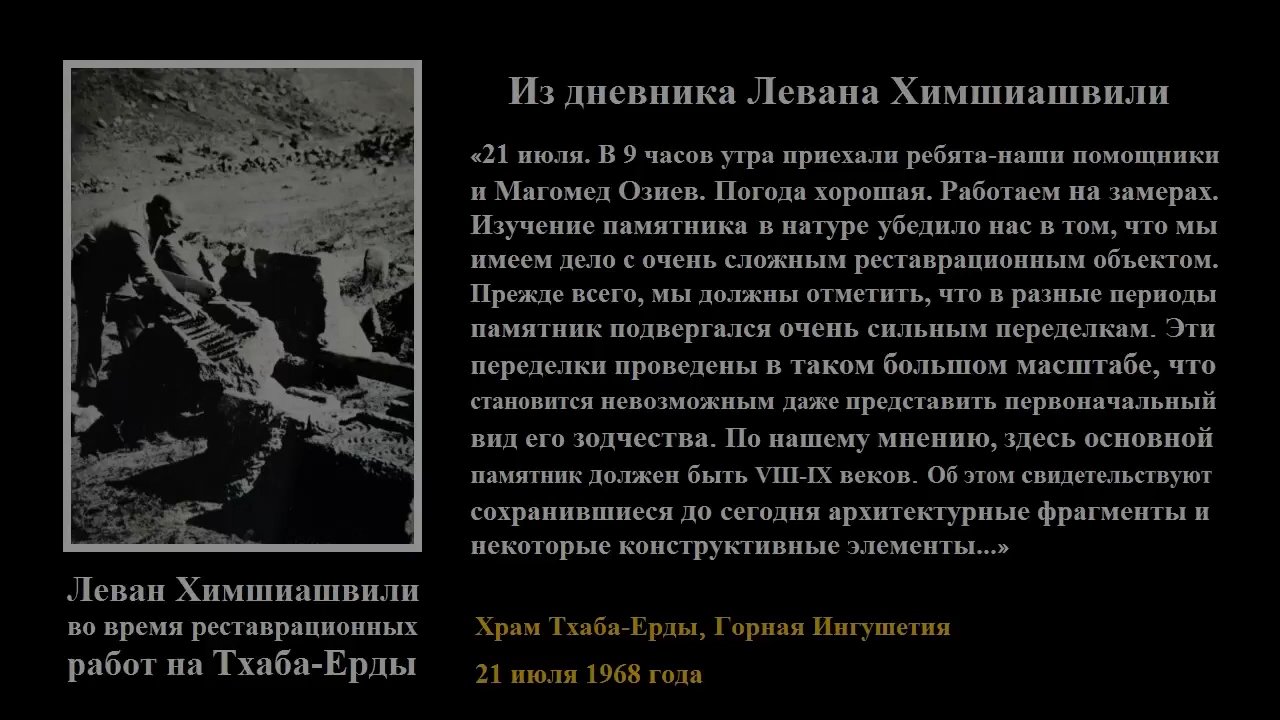 Из дневника Левана Химшиашвили
«21 июля. В 9 часов утра приехали ребята-наши помощники
и Магомед Озиев. Погода хорошая. Работаем на замерах.
Изучение памятника в натуре убедило нас в том, что мы
имеем дело с очень сложным реставрационным объектом.
Прежде всего, мы должны отметить, что в разные периоды
памятник подвергался очень сильным переделкам. Эти
переделки проведены в таком большом масштабе, что
становится невозможным даже представить первоначальный
вид его зодчества. По нашему мнению, здесь основной
памятник должен быть VIII-IX веков. Об этом свидетельствуют
сохранившиеся до сегодня архитектурные фрагменты и
некоторые конструктивные элементы...»
Леван Химшиашвили
во время реставрационных
работ на Тхаба-Ерды
Храм Тхаба-Ерды, Горная Ингушетия
21 июля 1968 года